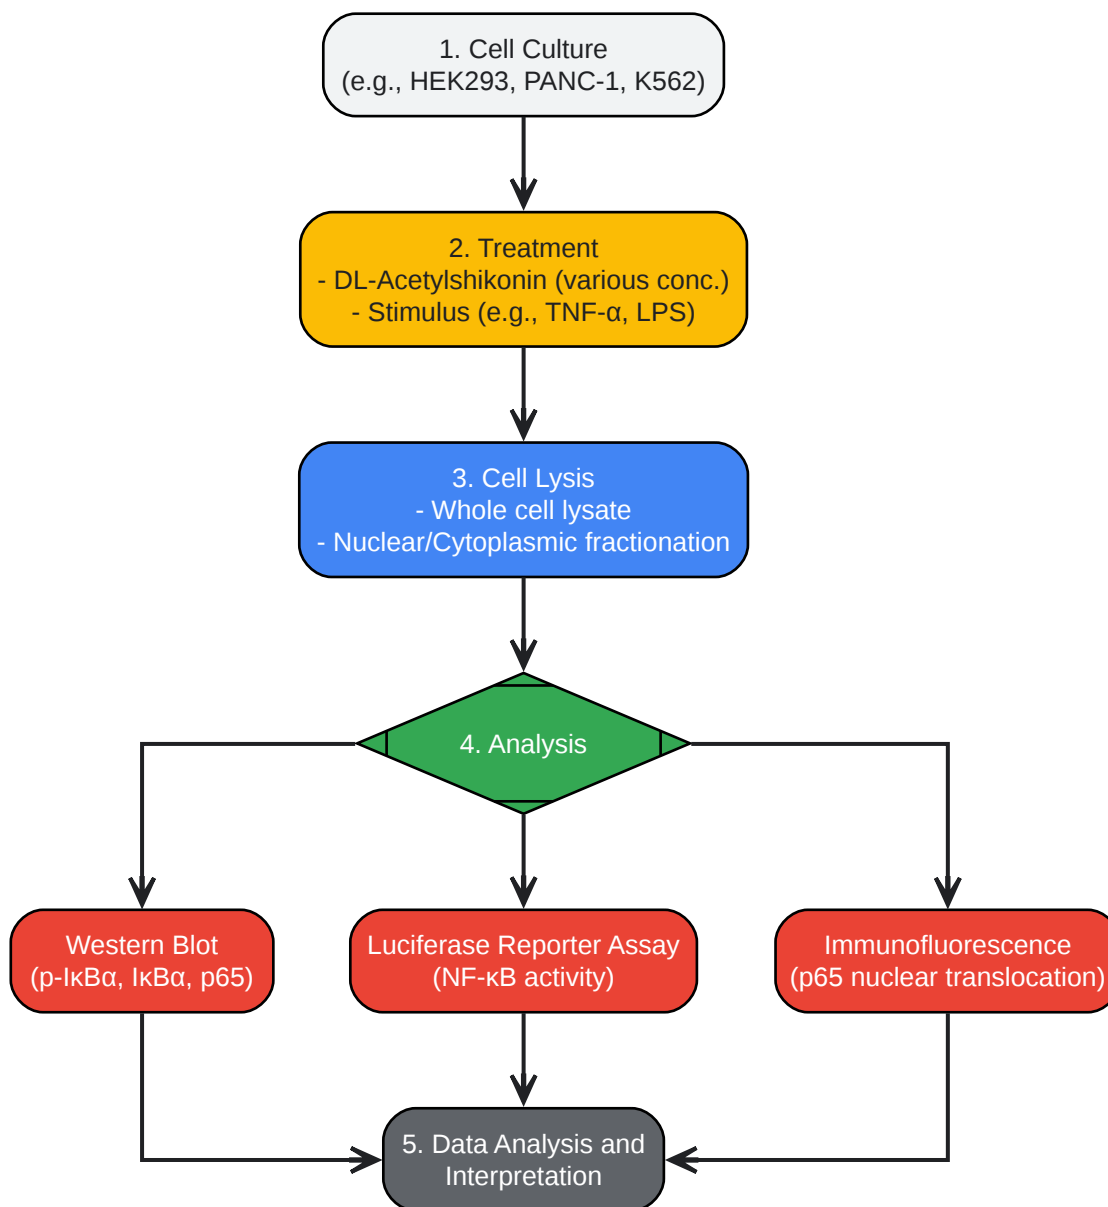 1. Cell Culture
(e.g., HEK293, PANC-1, K562)
2. Treatment
- DL-Acetylshikonin (various conc.)
- Stimulus (e.g., TNF-α, LPS)
3. Cell Lysis
- Whole cell lysate
- Nuclear/Cytoplasmic fractionation
4. Analysis
Western Blot
(p-IκBα, IκBα, p65)
Luciferase Reporter Assay
(NF-κB activity)
Immunofluorescence
(p65 nuclear translocation)
5. Data Analysis and
Interpretation